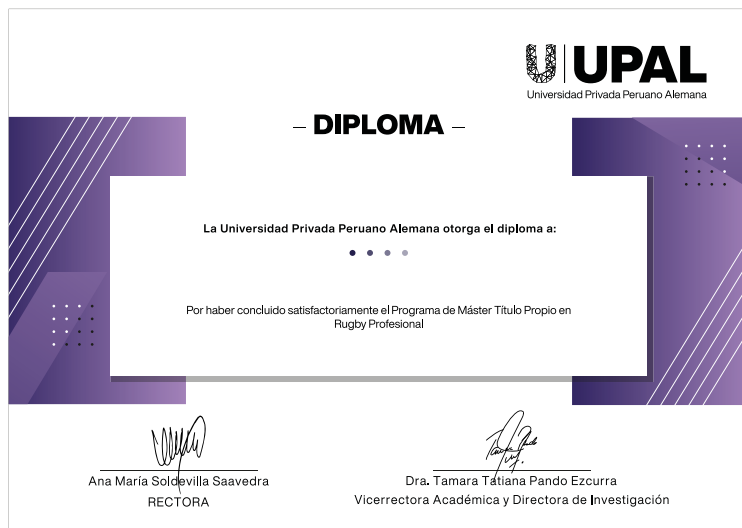 UPAL
Universidad Privada Peruano Alemana
– DIPLOMA –
La Universidad Privada Peruano Alemana otorga el diploma a:
Por haber concluido satisfactoriamente el Programa de Máster Título Propio en
Rugby Profesional
Ana María Soldevilla Saavedra
RECTORA
Dra. Tamara Tatiana Pando Ezcurra
Vicerrectora Académica y Directora de Investigación